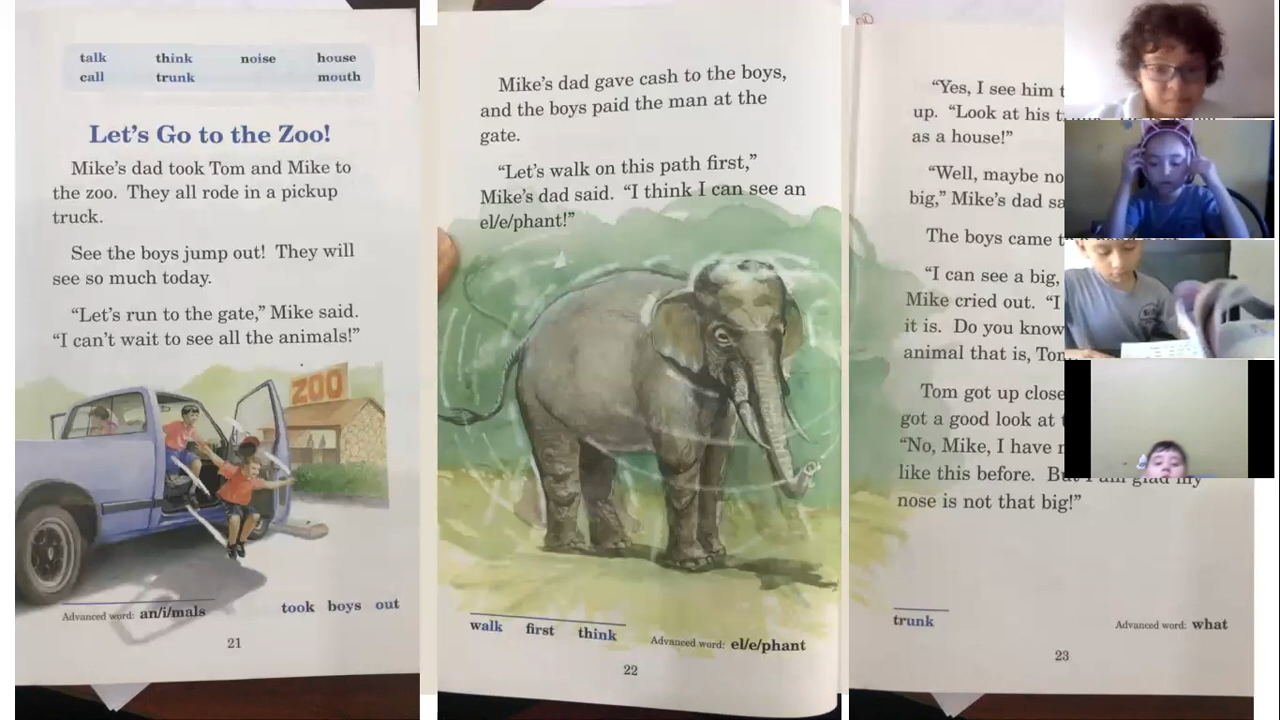 talk think noise house
call trunk mouth
Let's Go to the Zoo!
Mike's dad took Tom and Mike to
the zoo. They all rode in a pickup
truck.
See the boys jump out! They will
see so much today.
"Let's run to the gate," Mike said.
"I can't wait to see all the animals!"
ZOO
Advanced word: an/i/mals took boys out
21
Mike's dad gave cash to the boys,
and the boys paid the man at the
gate.
"Let's walk on this path first,"
Mike's dad said. "I think I can see an
el/e/phant!"
walk first think Advanced word: el/e/phant
22
"Yes, I see him
up. "Look at his
as a house!"
"Well, maybe
big," Mike's dad
The boys came
"I can see a big,
Mike cried out. "I
it is. Do you know
animal that is,
Tom got up close
got a good look at
"No, Mike, I have
like this before. But I am glad my
nose is not that big!"
trunk Advanced word: what
23